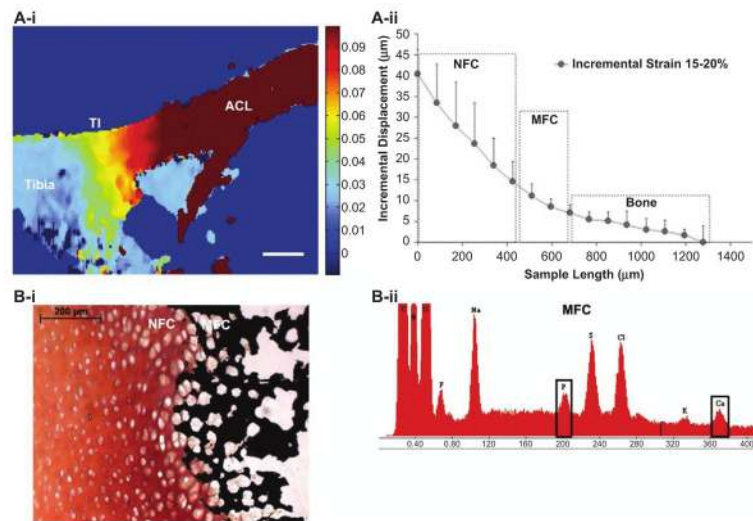 A-i
0.09
0.08
0.07
0.06
0.05
0.04
0.03
0.02
0.01
0
TI
ACL
Tibia
A-ii
Incremental Displacement (μm)
50
45
40
35
30
25
20
15
10
5
0
NFC
MFC
Bone
Incremental Strain 15-20%
0 200 400 600 800 1000 1200 1400
Sample Length (μm)
B-i
200 μm
NFC
B-ii
MFC
Na
F
P
S
Cl
K
Ca
0.40 0.80 120 160 200 240 280 320 360 400